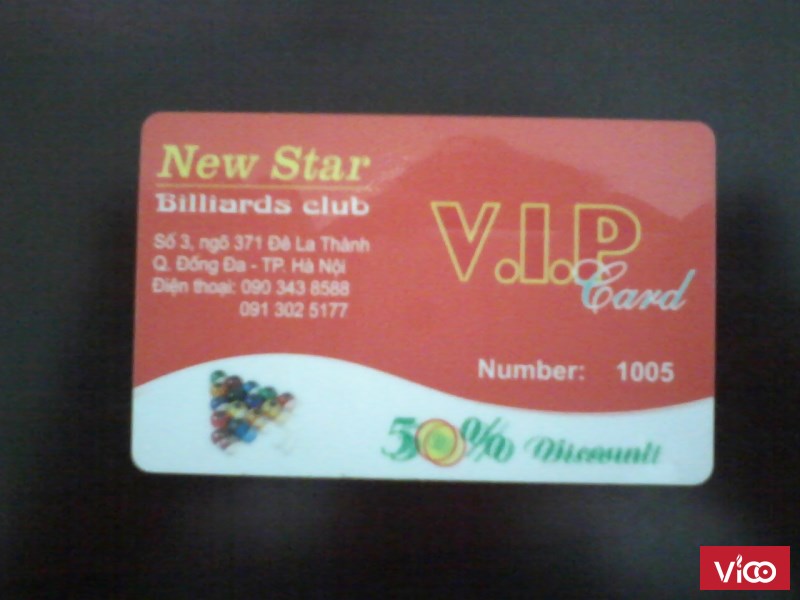 New Star
Billiards club
Số 3, ngõ 371 Đê La Thành
Q. Đống Đa - TP. Hà Nội
Điện thoại: 090 343 8588
091 302 5177
V.I.P
Card
Number: 1005
50% Discount
Vico